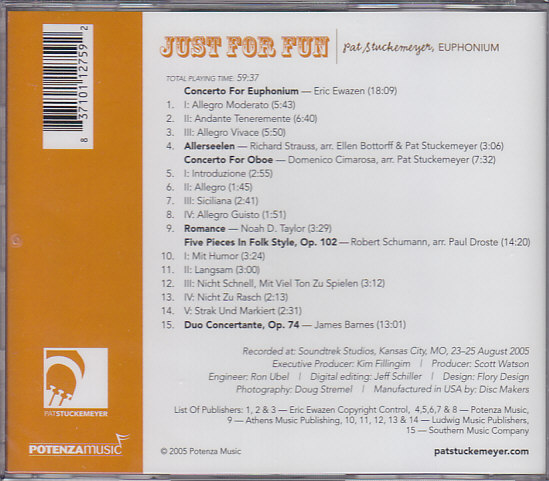 JUST FOR FUN
Pat Stuckemeyer, EUPHONIUM
TOTAL PLAYING TIME: 59:37
Concerto For Euphonium — Eric Ewazen (18:09)
1. I: Allegro Moderato (5:43)
2. II: Andante Teneremente (6:40)
3. III: Allegro Vivace (5:50)
4. Allerseelen — Richard Strauss, arr. Ellen Bottorff & Pat Stuckemeyer (3:06)
Concerto For Oboe — Domenico Cimarosa, arr. Pat Stuckemeyer (7:32)
5. I: Introduzione (2:55)
6. II: Allegro (1:45)
7. III: Siciliana (2:41)
8. IV: Allegro Guisto (1:51)
9. Romance — Noah D. Taylor (3:29)
Five Pieces In Folk Style, Op. 102 — Robert Schumann, arr. Paul Droste (14:20)
10. I: Mit Humor (3:24)
11. II: Langsam (3:00)
12. III: Nicht Schnell, Mit Viel Ton Zu Spielen (3:12)
13. IV: Nicht Zu Rasch (2:13)
14. V: Strak Und Markiert (2:31)
15. Duo Concertante, Op. 74 — James Barnes (13:01)
Recorded at: Soundtrek Studios, Kansas City, MO, 23–25 August 2005
Executive Producer: Kim Fillingim | Producer: Scott Watson
Engineer: Ron Ubel | Digital editing: Jeff Schiller | Design: Flory Design
Photography: Doug Stremel | Manufactured in USA by: Disc Makers
List Of Publishers: 1, 2 & 3 — Eric Ewazen Copyright Control, 4,5,6,7 & 8 — Potenza Music,
9 — Athens Music Publishing, 10, 11, 12, 13 & 14 — Ludwig Music Publishers,
15 — Southern Music Company
© 2005 Potenza Music
patstuckemeyer.com
8 37101 12759 2
PATSTUCKEMEYER
POTENZAMUSIC